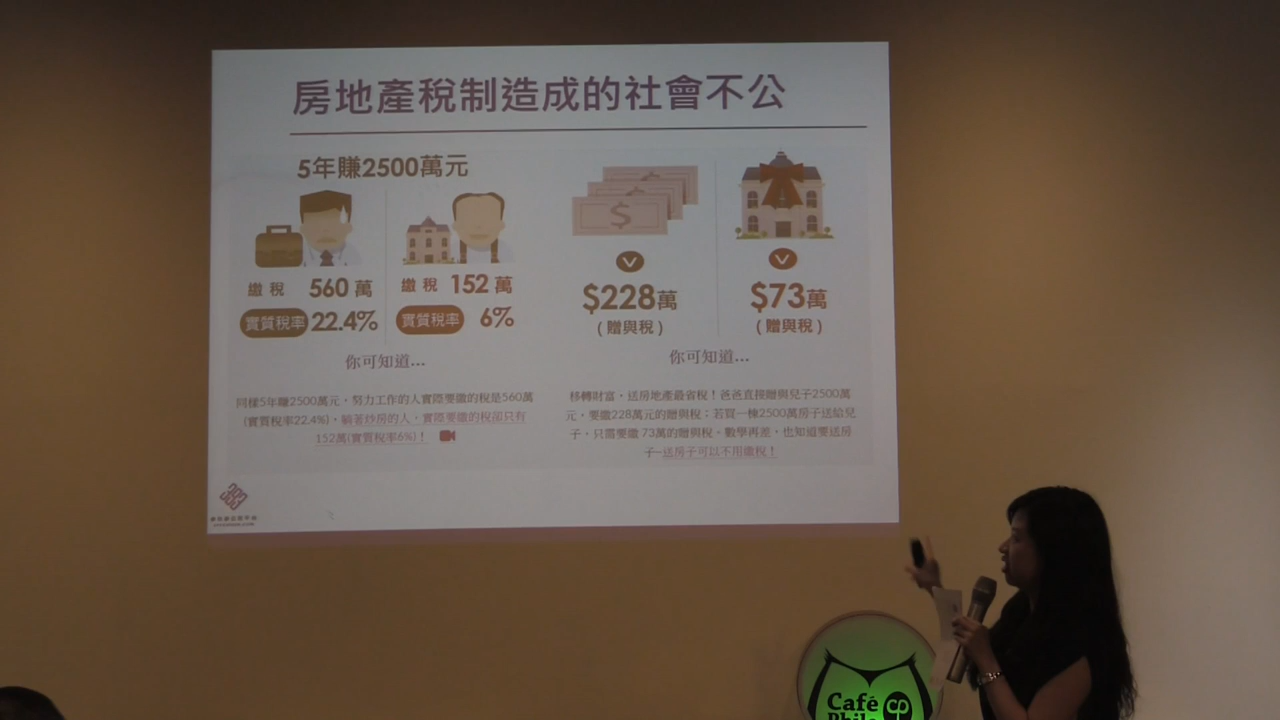 房地產稅制造成的社會不公
5年賺2500萬元
繳稅 560萬
實質稅率 22.4%
繳稅 152萬
實質稅率 6%
你可知道...
同樣5年賺2500萬元，努力工作的人實際要繳的稅是560萬
(實質稅率22.4%)，躺著炒房的人，實際要繳的稅卻只有
152萬(實質稅率6%)！
$228萬
(贈與稅)
$73萬
(贈與稅)
你可知道...
移轉財富，送房地產最省稅！爸爸直接贈與兒子2500萬
元，要繳228萬元的贈與稅；若買一棟2500萬房子送給兒
子，只需要繳 73萬的贈與稅。數學再差，也知道要送房
子─送房子可以不用繳稅！
Café
Philo